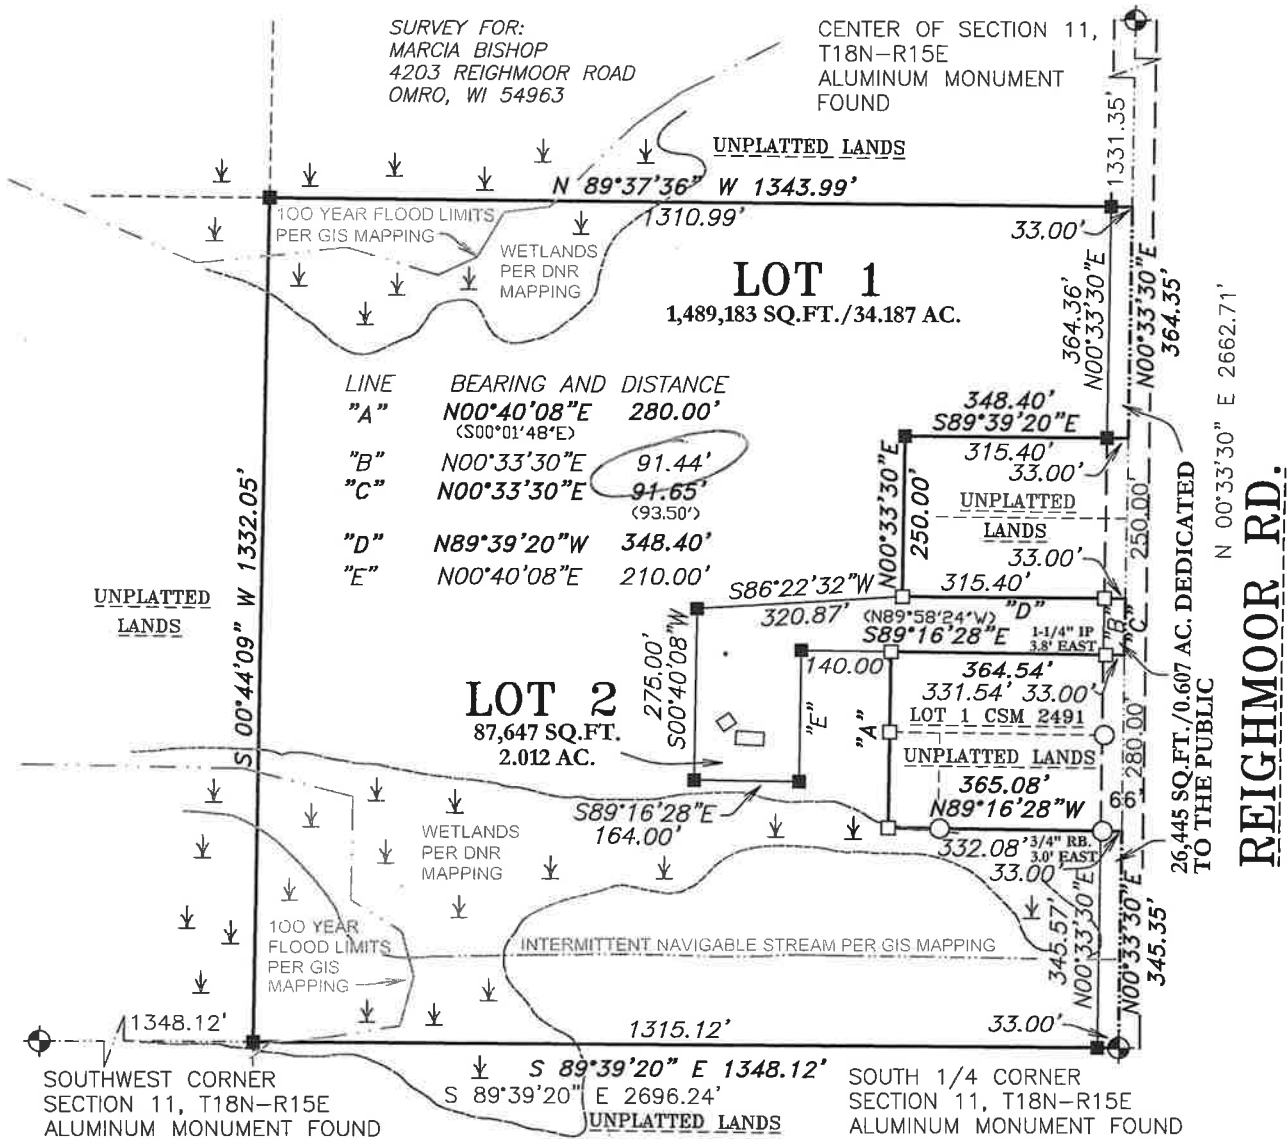 SURVEY FOR:
MARCIA BISHOP
4203 REIGHMOOR ROAD
OMRO, WI 54963
CENTER OF SECTION 11,
T18N-R15E
ALUMINUM MONUMENT
FOUND
1331.35'
UNPLATTED LANDS
N 89°37'36" W 1343.99'
1310.99'
33.00'
100 YEAR FLOOD LIMITS
PER GIS MAPPING
WETLANDS
PER DNR
MAPPING
LOT 1
1,489,183 SQ.FT./34.187 AC.
364.36'
N00°33'30"E
N00°33'30"E
364.35'
N 00°33'30" E 2662.71'
LINE BEARING AND DISTANCE
"A" N00°40'08"E 280.00'
(S00°01'48"E)
"B" N00°33'30"E 91.44'
"C" N00°33'30"E 91.65'
(93.50')
"D" N89°39'20"W 348.40'
"E" N00°40'08"E 210.00'
348.40'
S89°39'20"E
315.40'
33.00'
N00°33'30"E
250.00'
UNPLATTED
LANDS
250.00'
33.00'
315.40'
S 00°44'09" W 1332.05'
UNPLATTED
LANDS
S86°22'32"W
320.87'
(N89°58'24"W) "D"
S89°16'28"E
1-1/4" IP
3.8' EAST
"B"
"C"
26,445 SQ.FT./0.607 AC. DEDICATED
TO THE PUBLIC
REIGHMOOR RD.
275.00'
S00°40'08"W
140.00
364.54'
331.54' 33.00'
LOT 2
87,647 SQ.FT.
2.012 AC.
"E"
"A"
LOT 1 CSM 2491
UNPLATTED LANDS
280.00'
365.08'
N89°16'28"W
66'
S89°16'28"E
164.00'
332.08'
3/4" RB.
3.0' EAST
33.00'
WETLANDS
PER DNR
MAPPING
100 YEAR
FLOOD LIMITS
PER GIS
MAPPING
INTERMITTENT NAVIGABLE STREAM PER GIS MAPPING
345.57'
N00°33'30"E
N00°33'30"E
345.35'
1348.12'
1315.12'
33.00'
S 89°39'20" E 1348.12'
S 89°39'20" E 2696.24'
UNPLATTED LANDS
SOUTHWEST CORNER
SECTION 11, T18N-R15E
ALUMINUM MONUMENT FOUND
SOUTH 1/4 CORNER
SECTION 11, T18N-R15E
ALUMINUM MONUMENT FOUND